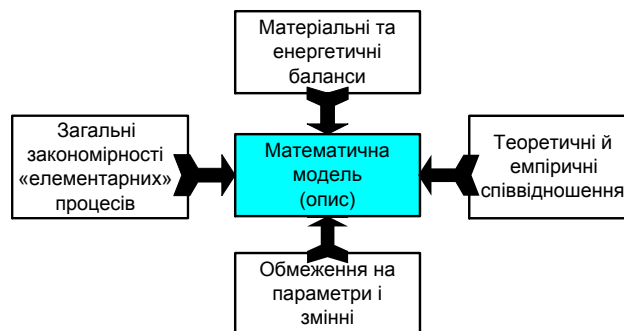 Матеріальні та
енергетичні
баланси
Загальні
закономірності
«елементарних»
процесів
Математична
модель
(опис)
Теоретичні й
емпіричні
співвідношення
Обмеження на
параметри і
змінні